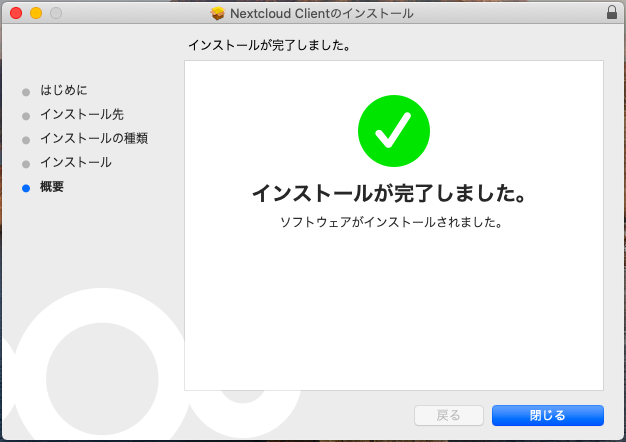 Nextcloud Clientのインストール
インストールが完了しました。
はじめに
インストール先
インストールの種類
インストール
概要
インストールが完了しました。
ソフトウェアがインストールされました。
戻る
閉じる